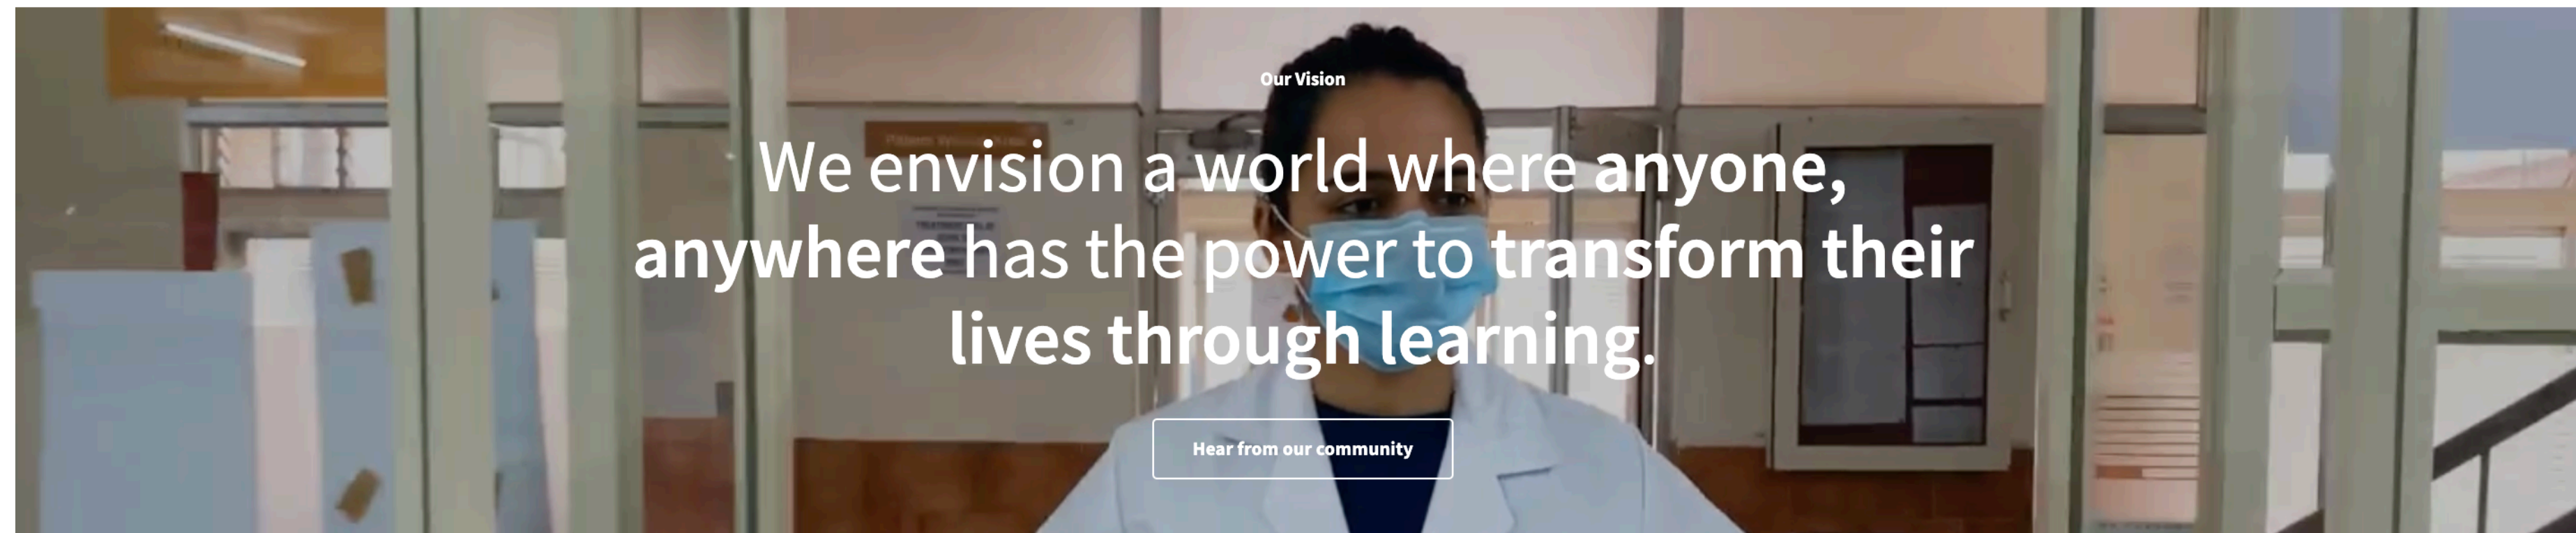 Our Vision
We envision a world where anyone,
anywhere has the power to transform their
lives through learning.
Hear from our community